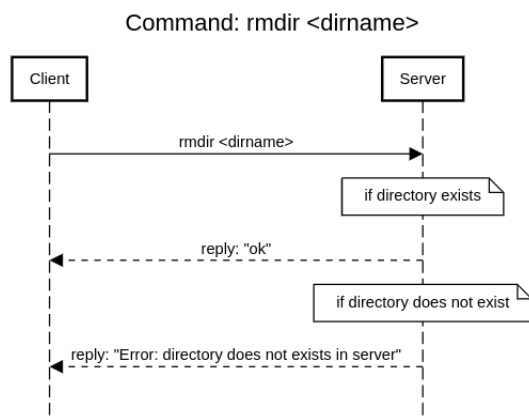 Command: rmdir <dirname>
Client
Server
rmdir <dirname>
if directory exists
reply: "ok"
if directory does not exist
reply: "Error: directory does not exists in server"